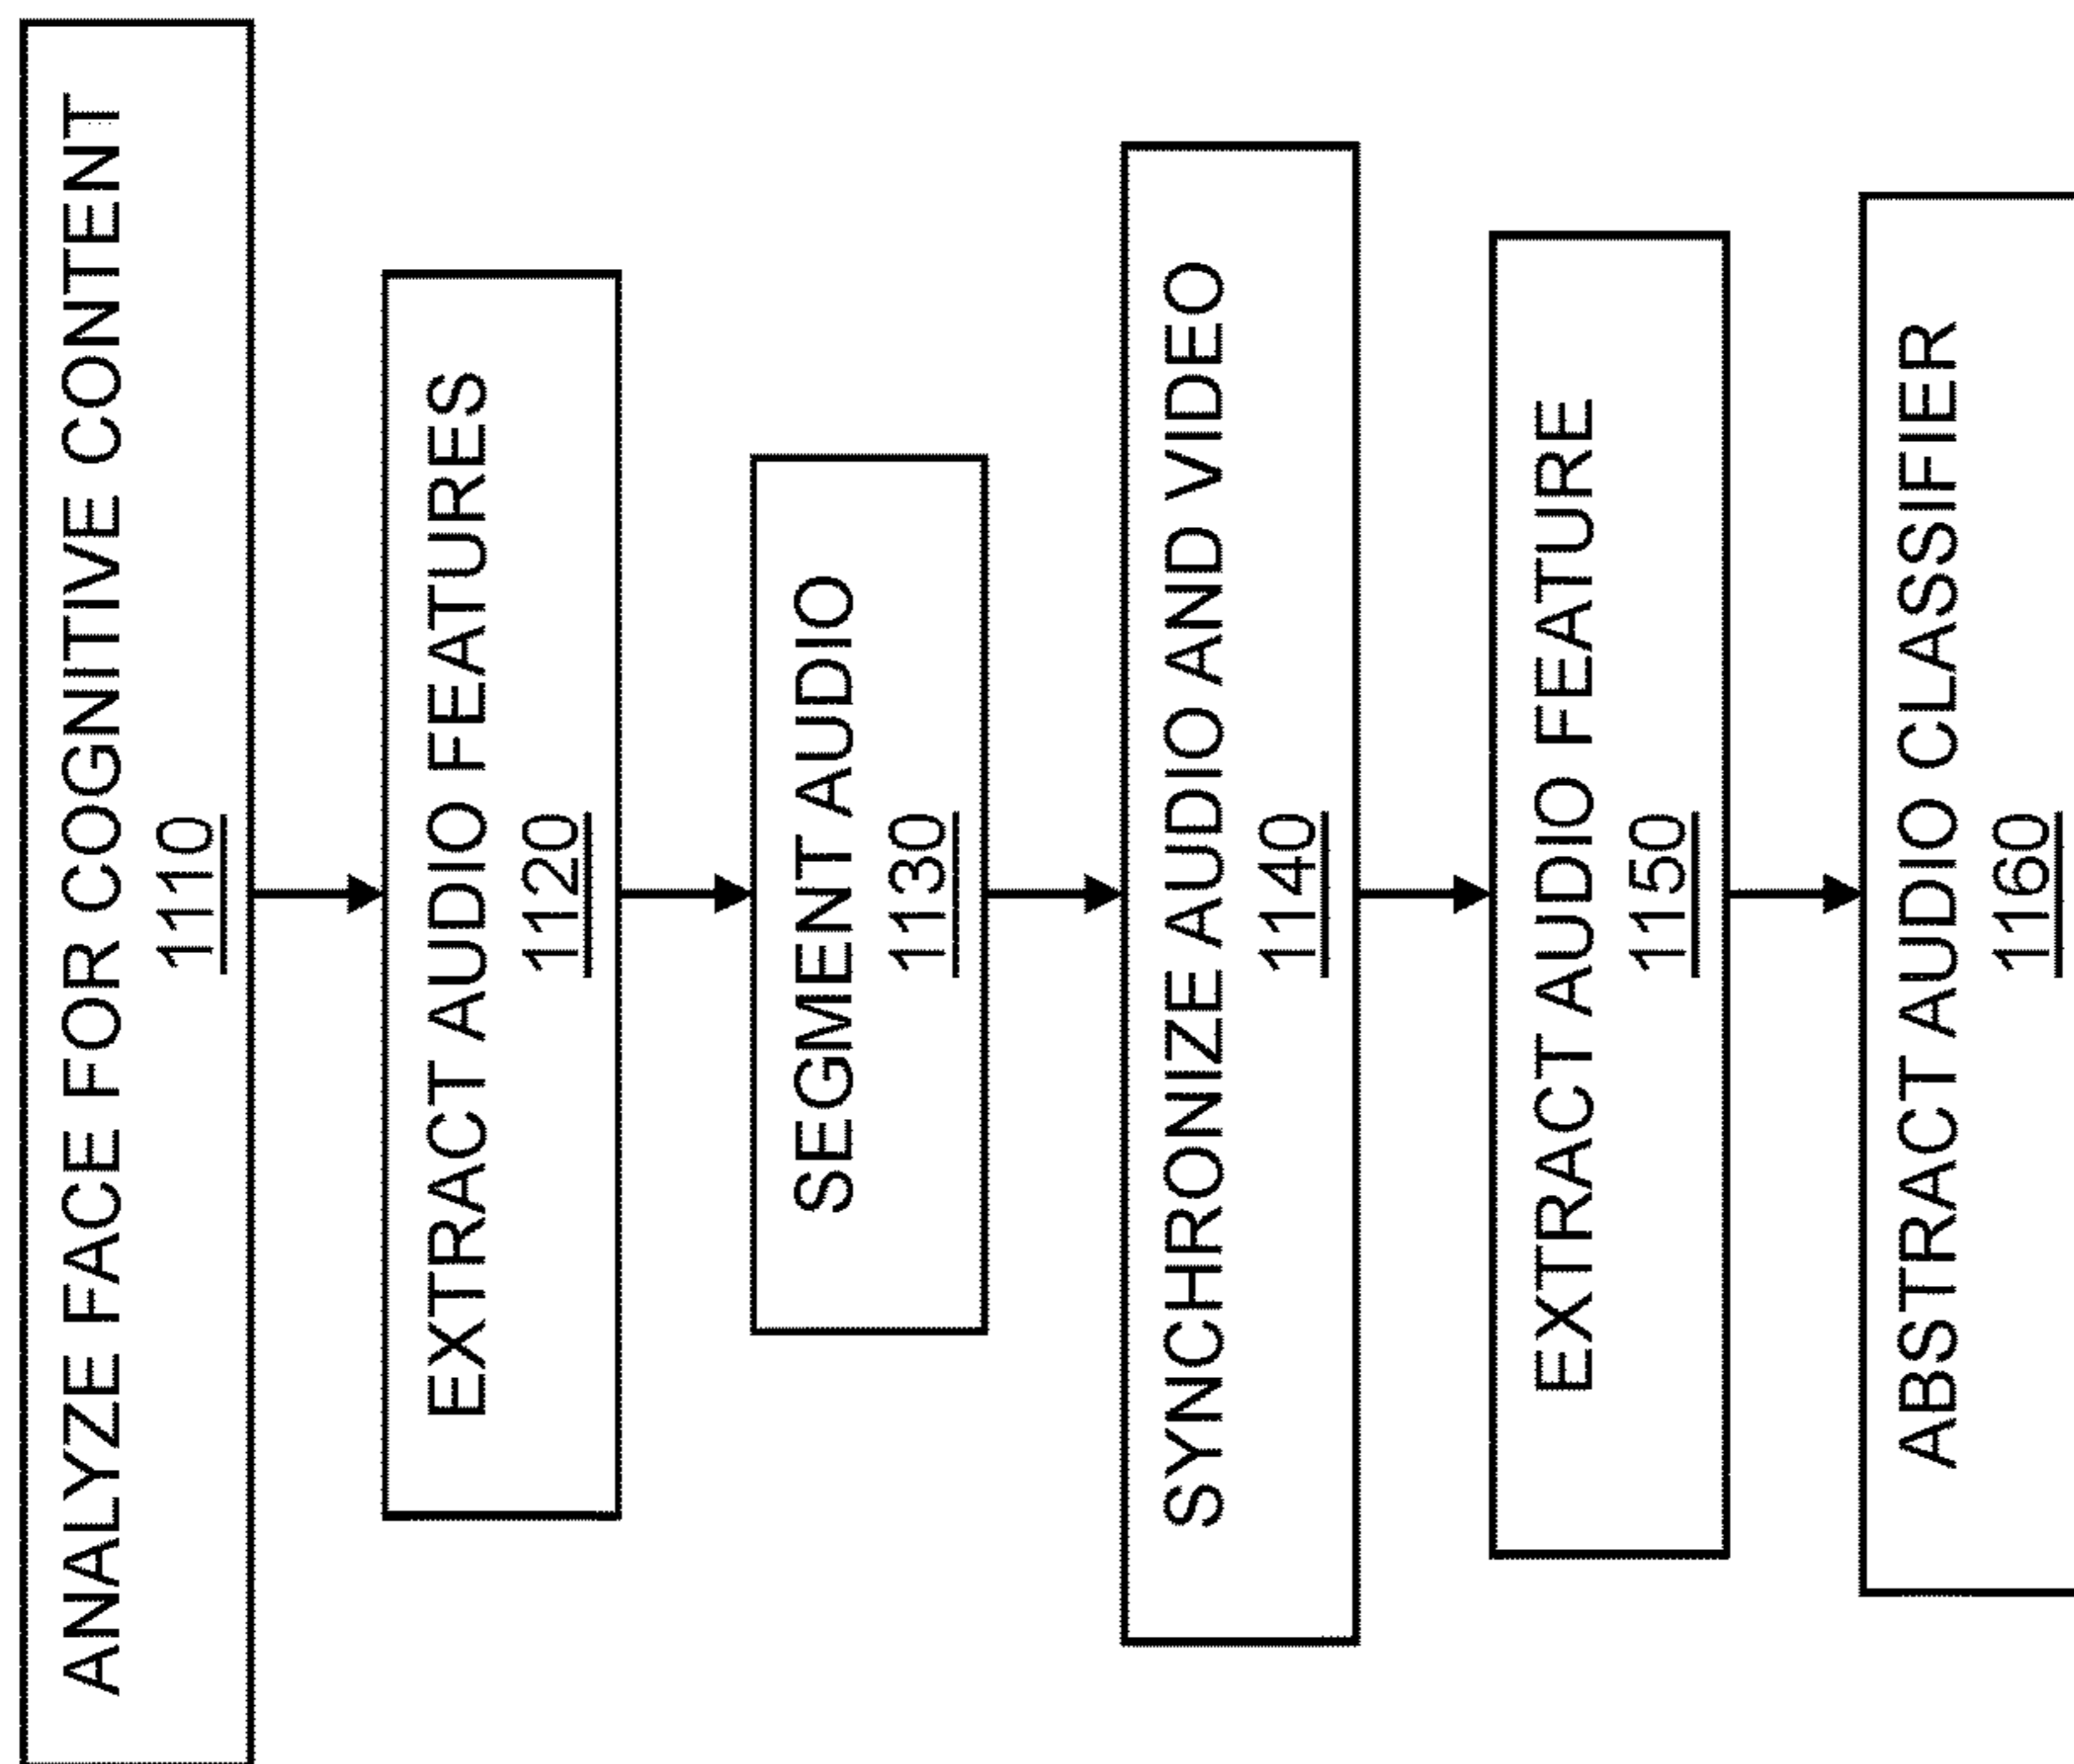 ANALYZE FACE FOR COGNITIVE CONTENT
1110
EXTRACT AUDIO FEATURES
1120
SEGMENT AUDIO
1130
SYNCHRONIZE AUDIO AND VIDEO
1140
EXTRACT AUDIO FEATURE
1150
ABSTRACT AUDIO CLASSIFIER
1160